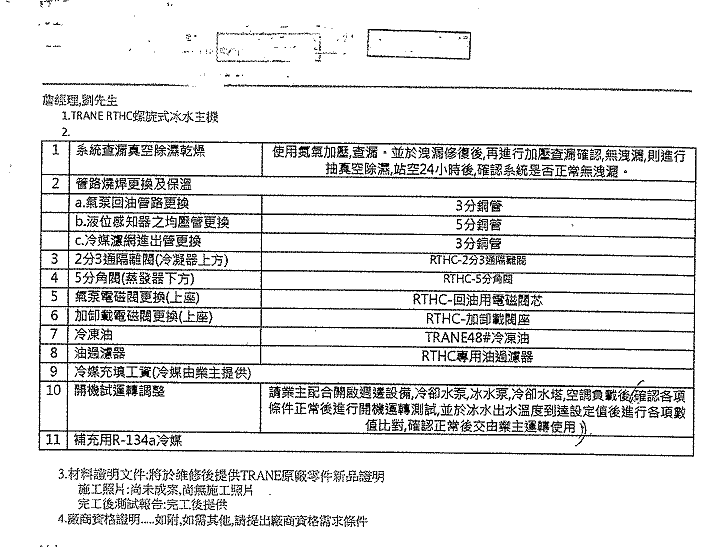 詹經理,劉先生
1.TRANE RTHC螺旋式冰水主機
2.
1 系統查漏真空除濕乾燥 使用氮氣加壓,查漏。並於洩漏修復後,再進行加壓查漏確認,無洩漏,則進行
抽真空除濕,站空24小時後,確認系統是否正常無洩漏。
2 管路燒焊更換及保溫
a.氣泵回油管路更換 3分銅管
b.液位感知器之均壓管更換 5分銅管
c.冷媒濾網進出管更換 3分銅管
3 2分3通隔離閥(冷凝器上方) RTHC-2分3通隔離閥
4 5分角閥(蒸發器下方) RTHC-5分角閥
5 氣泵電磁閥更換(上座) RTHC-回油用電磁閥芯
6 加卸載電磁閥更換(上座) RTHC-加卸載閥座
7 冷凍油 TRANE48#冷凍油
8 油過濾器 RTHC專用油過濾器
9 冷媒充填工資(冷媒由業主提供)
10 開機試運轉調整 請業主配合開啟週邊設備,冷卻水泵,冰水泵,冷卻水塔,空調負載後(確認各項
條件正常後進行開機運轉測試,並於冰水出水溫度到達設定值後進行各項數
值比對,確認正常後交由業主運轉使用)
11 補充用R-134a冷媒
3.材料證明文件:將於維修後提供TRANE原廠零件新品證明
施工照片:尚未成案,尚無施工照片
完工後測試報告:完工後提供
4.廠商資格證明.....如附,如需其他,請提出廠商資格需求條件